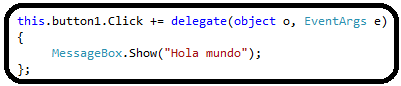 this.button1.Click += delegate(object o, EventArgs e)
{
MessageBox.Show("Hola mundo");
};